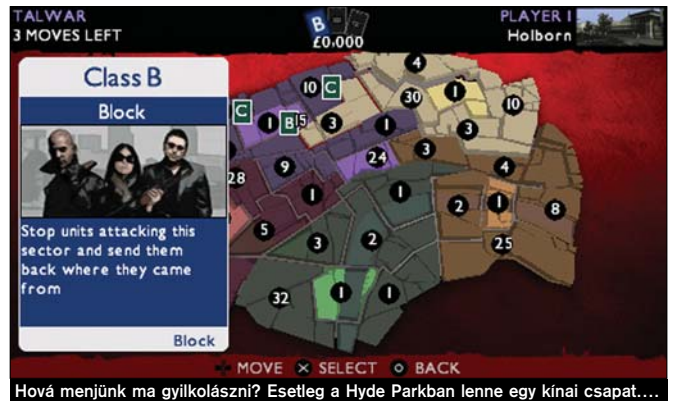 TALWAR
3 MOVES LEFT
B
£0,000
PLAYER 1
Holborn
Class B
Block
Stop units attacking this
sector and send them
back where they came
from
Block
4
10
C
30
1
10
C
1
B
15
3
1
3
9
24
3
4
28
1
1
2
1
8
5
3
2
25
32
1
1
MOVE SELECT BACK
Hová menjünk ma gyilkolászni? Esetleg a Hyde Parkban lenne egy kínai csapat....